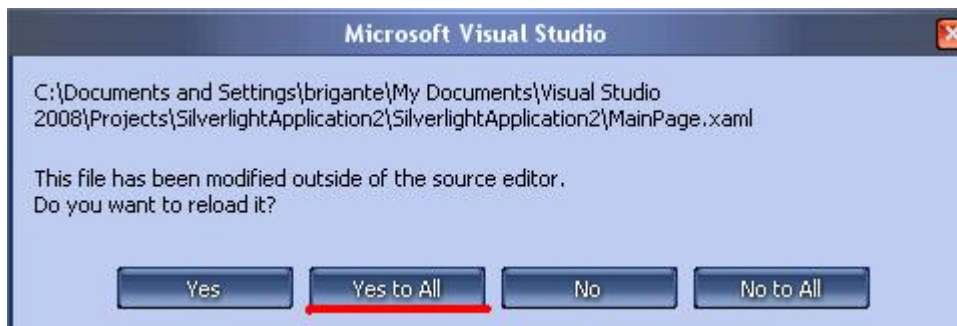 Microsoft Visual Studio
C:\Documents and Settings\brigante\My Documents\Visual Studio
2008\Projects\SilverlightApplication2\SilverlightApplication2\MainPage.xaml
This file has been modified outside of the source editor.
Do you want to reload it?
Yes Yes to All No No to All